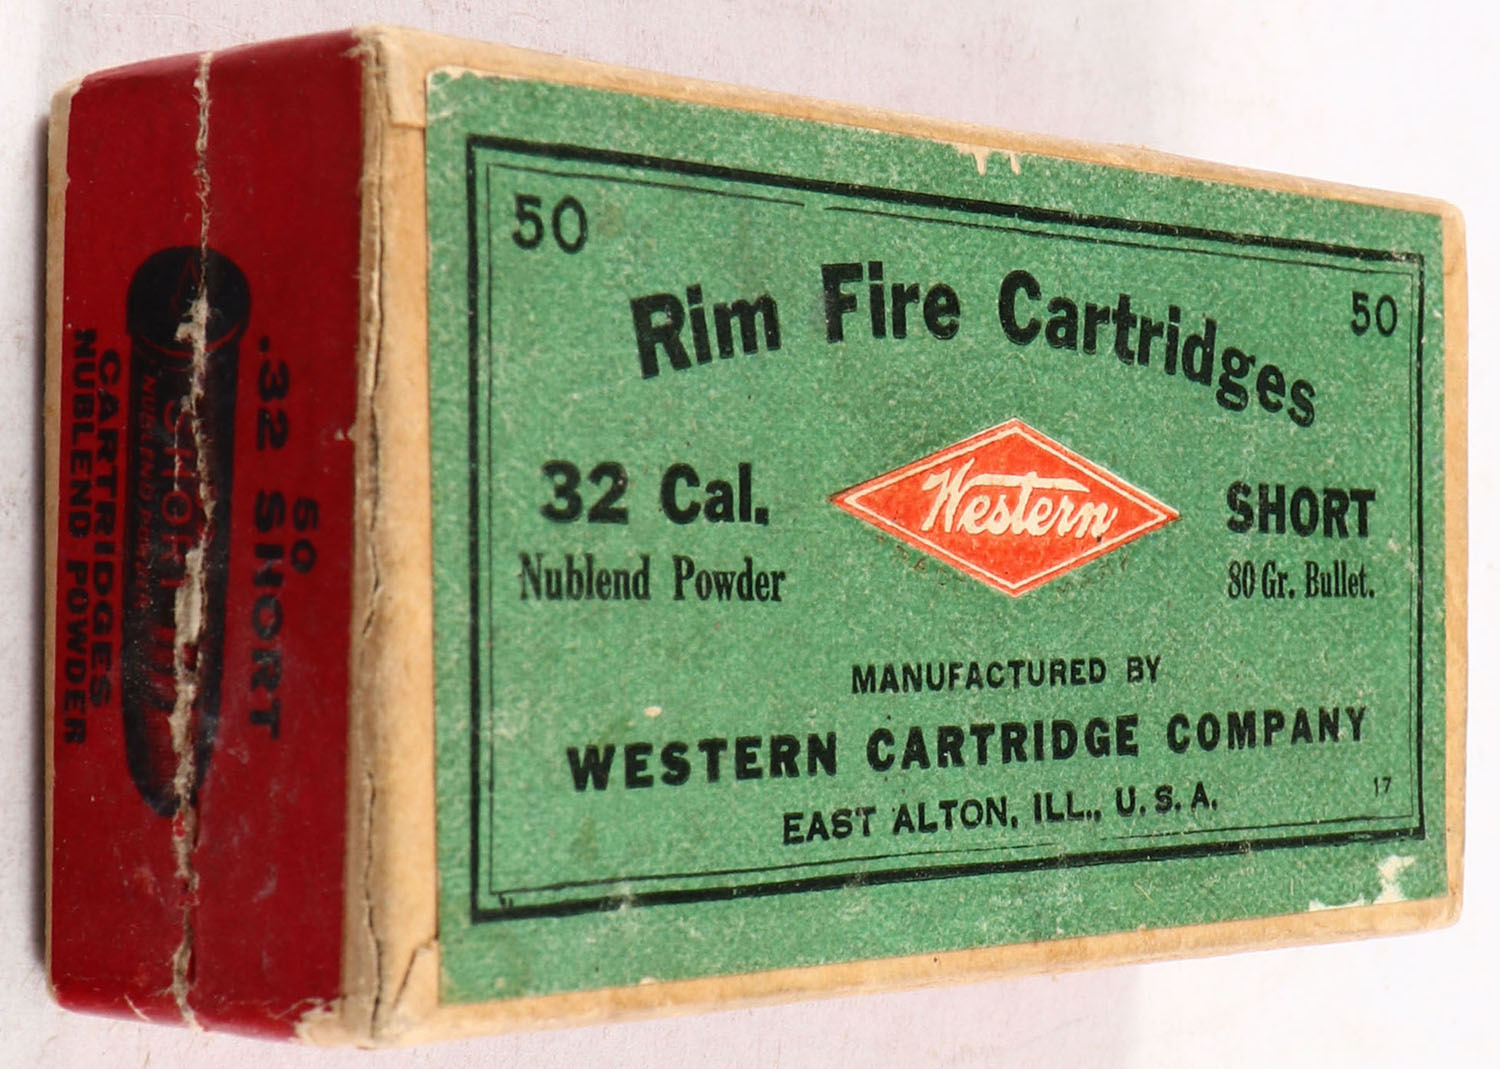 50
50
Rim Fire Cartridges
32 Cal.
Nublend Powder
Western
SHORT
80 Gr. Bullet.
MANUFACTURED BY
WESTERN CARTRIDGE COMPANY
EAST ALTON, ILL., U. S. A.
17
50
.32 SHORT
CARTRIDGES
NUBLEND POWDER